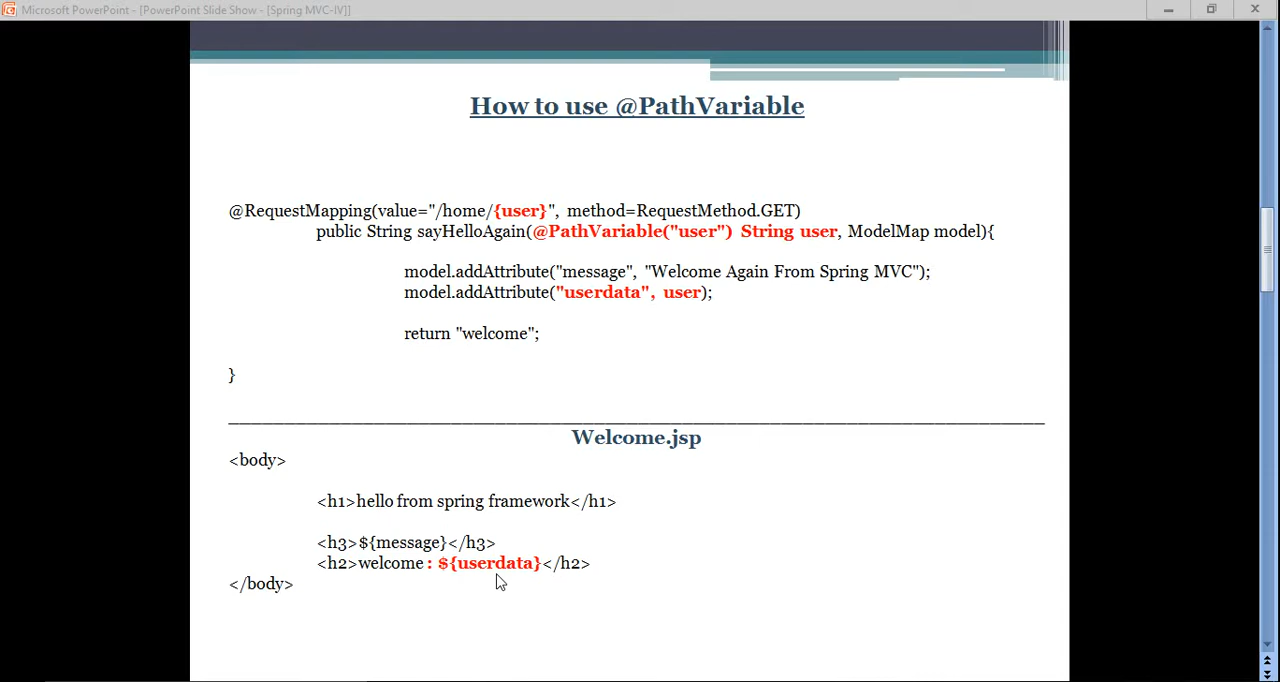 Microsoft PowerPoint - [PowerPoint Slide Show - [Spring MVC-IV]]
How to use @PathVariable
@RequestMapping(value="/home/{user}", method=RequestMethod.GET)
public String sayHelloAgain(@PathVariable("user") String user, ModelMap model){
model.addAttribute("message", "Welcome Again From Spring MVC");
model.addAttribute("userdata", user);
return "welcome";
}
Welcome.jsp
<body>
<h1>hello from spring framework</h1>
<h3>${message}</h3>
<h2>welcome : ${userdata}</h2>
</body>